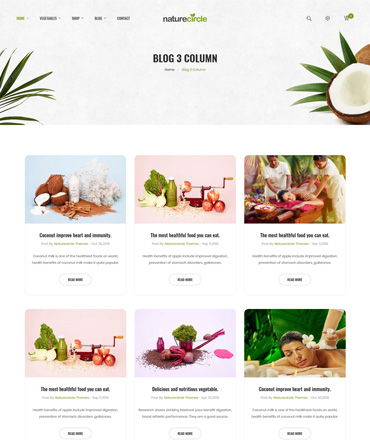 HOME VEGETABLES SHOP BLOG CONTACT
naturecircle
BLOG 3 COLUMN
Home Blog 3 Column
Coconut improve heart and immunity.
Post By Naturecircle Themes - Oct 10,2018
Coconut milk is one of the healthiest foods on world,
health benefits of coconut milk make it quite popular.
READ MORE
The most healthful food you can eat.
Post By Naturecircle Themes - Sep 11,2018
Health benefits of apple include improved digestion,
prevention of stomach disorders, gallstones.
READ MORE
The most healthful food you can eat.
Post By Naturecircle Themes - Sep 11,2018
Health benefits of apple include improved digestion,
prevention of stomach disorders, gallstones.
READ MORE
The most healthful food you can eat.
Post By Naturecircle Themes - Sep 11,2018
Health benefits of apple include improved digestion,
prevention of stomach disorders, gallstones.
READ MORE
Delicious and nutritious vegetable.
Post By Naturecircle Themes -
Research shows drinking beetroot juice benefit digestion,
brand athletic performance. They are a good source.
READ MORE
Coconut improve heart and immunity.
Post By Naturecircle Themes - Oct 10,2018
Coconut milk is one of the healthiest foods on world,
health benefits of coconut milk make it quite popular.
READ MORE